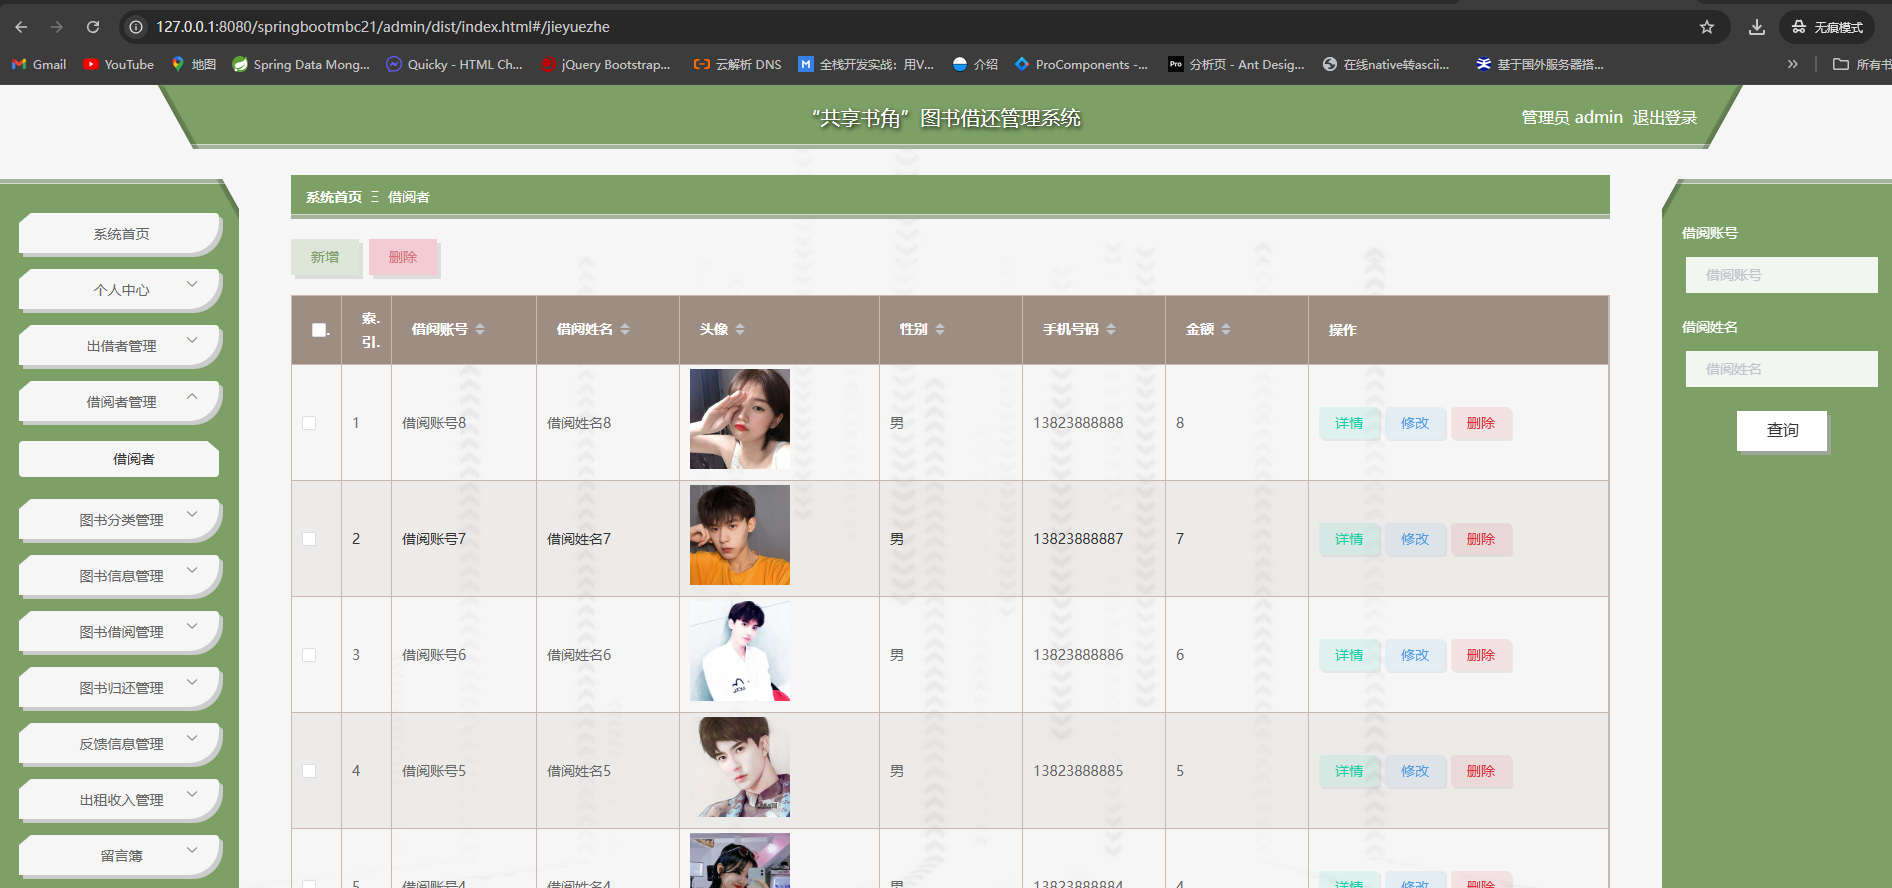 127.0.0.1:8080/springbootmbc21/admin/dist/index.html#/jieyuezhe
无痕模式
Gmail YouTube 地图 Spring Data Mong... Quicky - HTML Ch... jQuery Bootstrap... 云解析 DNS 全栈开发实战：用V... 介绍 ProComponents -... 分析页 - Ant Desig... 在线native转ascii... 基于国外服务器搭... » 所有书
“共享书角”图书借还管理系统
管理员 admin 退出登录
系统首页
个人中心
出借者管理
借阅者管理
借阅者
图书分类管理
图书信息管理
图书借阅管理
图书归还管理
反馈信息管理
出租收入管理
留言簿
系统首页 Ξ 借阅者
新增 删除
索. 引. 借阅账号 借阅姓名 头像 性别 手机号码 金额 操作
1 借阅账号8 借阅姓名8 男 13823888888 8 详情 修改 删除
2 借阅账号7 借阅姓名7 男 13823888887 7 详情 修改 删除
3 借阅账号6 借阅姓名6 男 13823888886 6 详情 修改 删除
4 借阅账号5 借阅姓名5 男 13823888885 5 详情 修改 删除
5 借阅账号4 借阅姓名4 男 13823888884 4 详情 修改 删除
借阅账号
借阅账号
借阅姓名
借阅姓名
查询